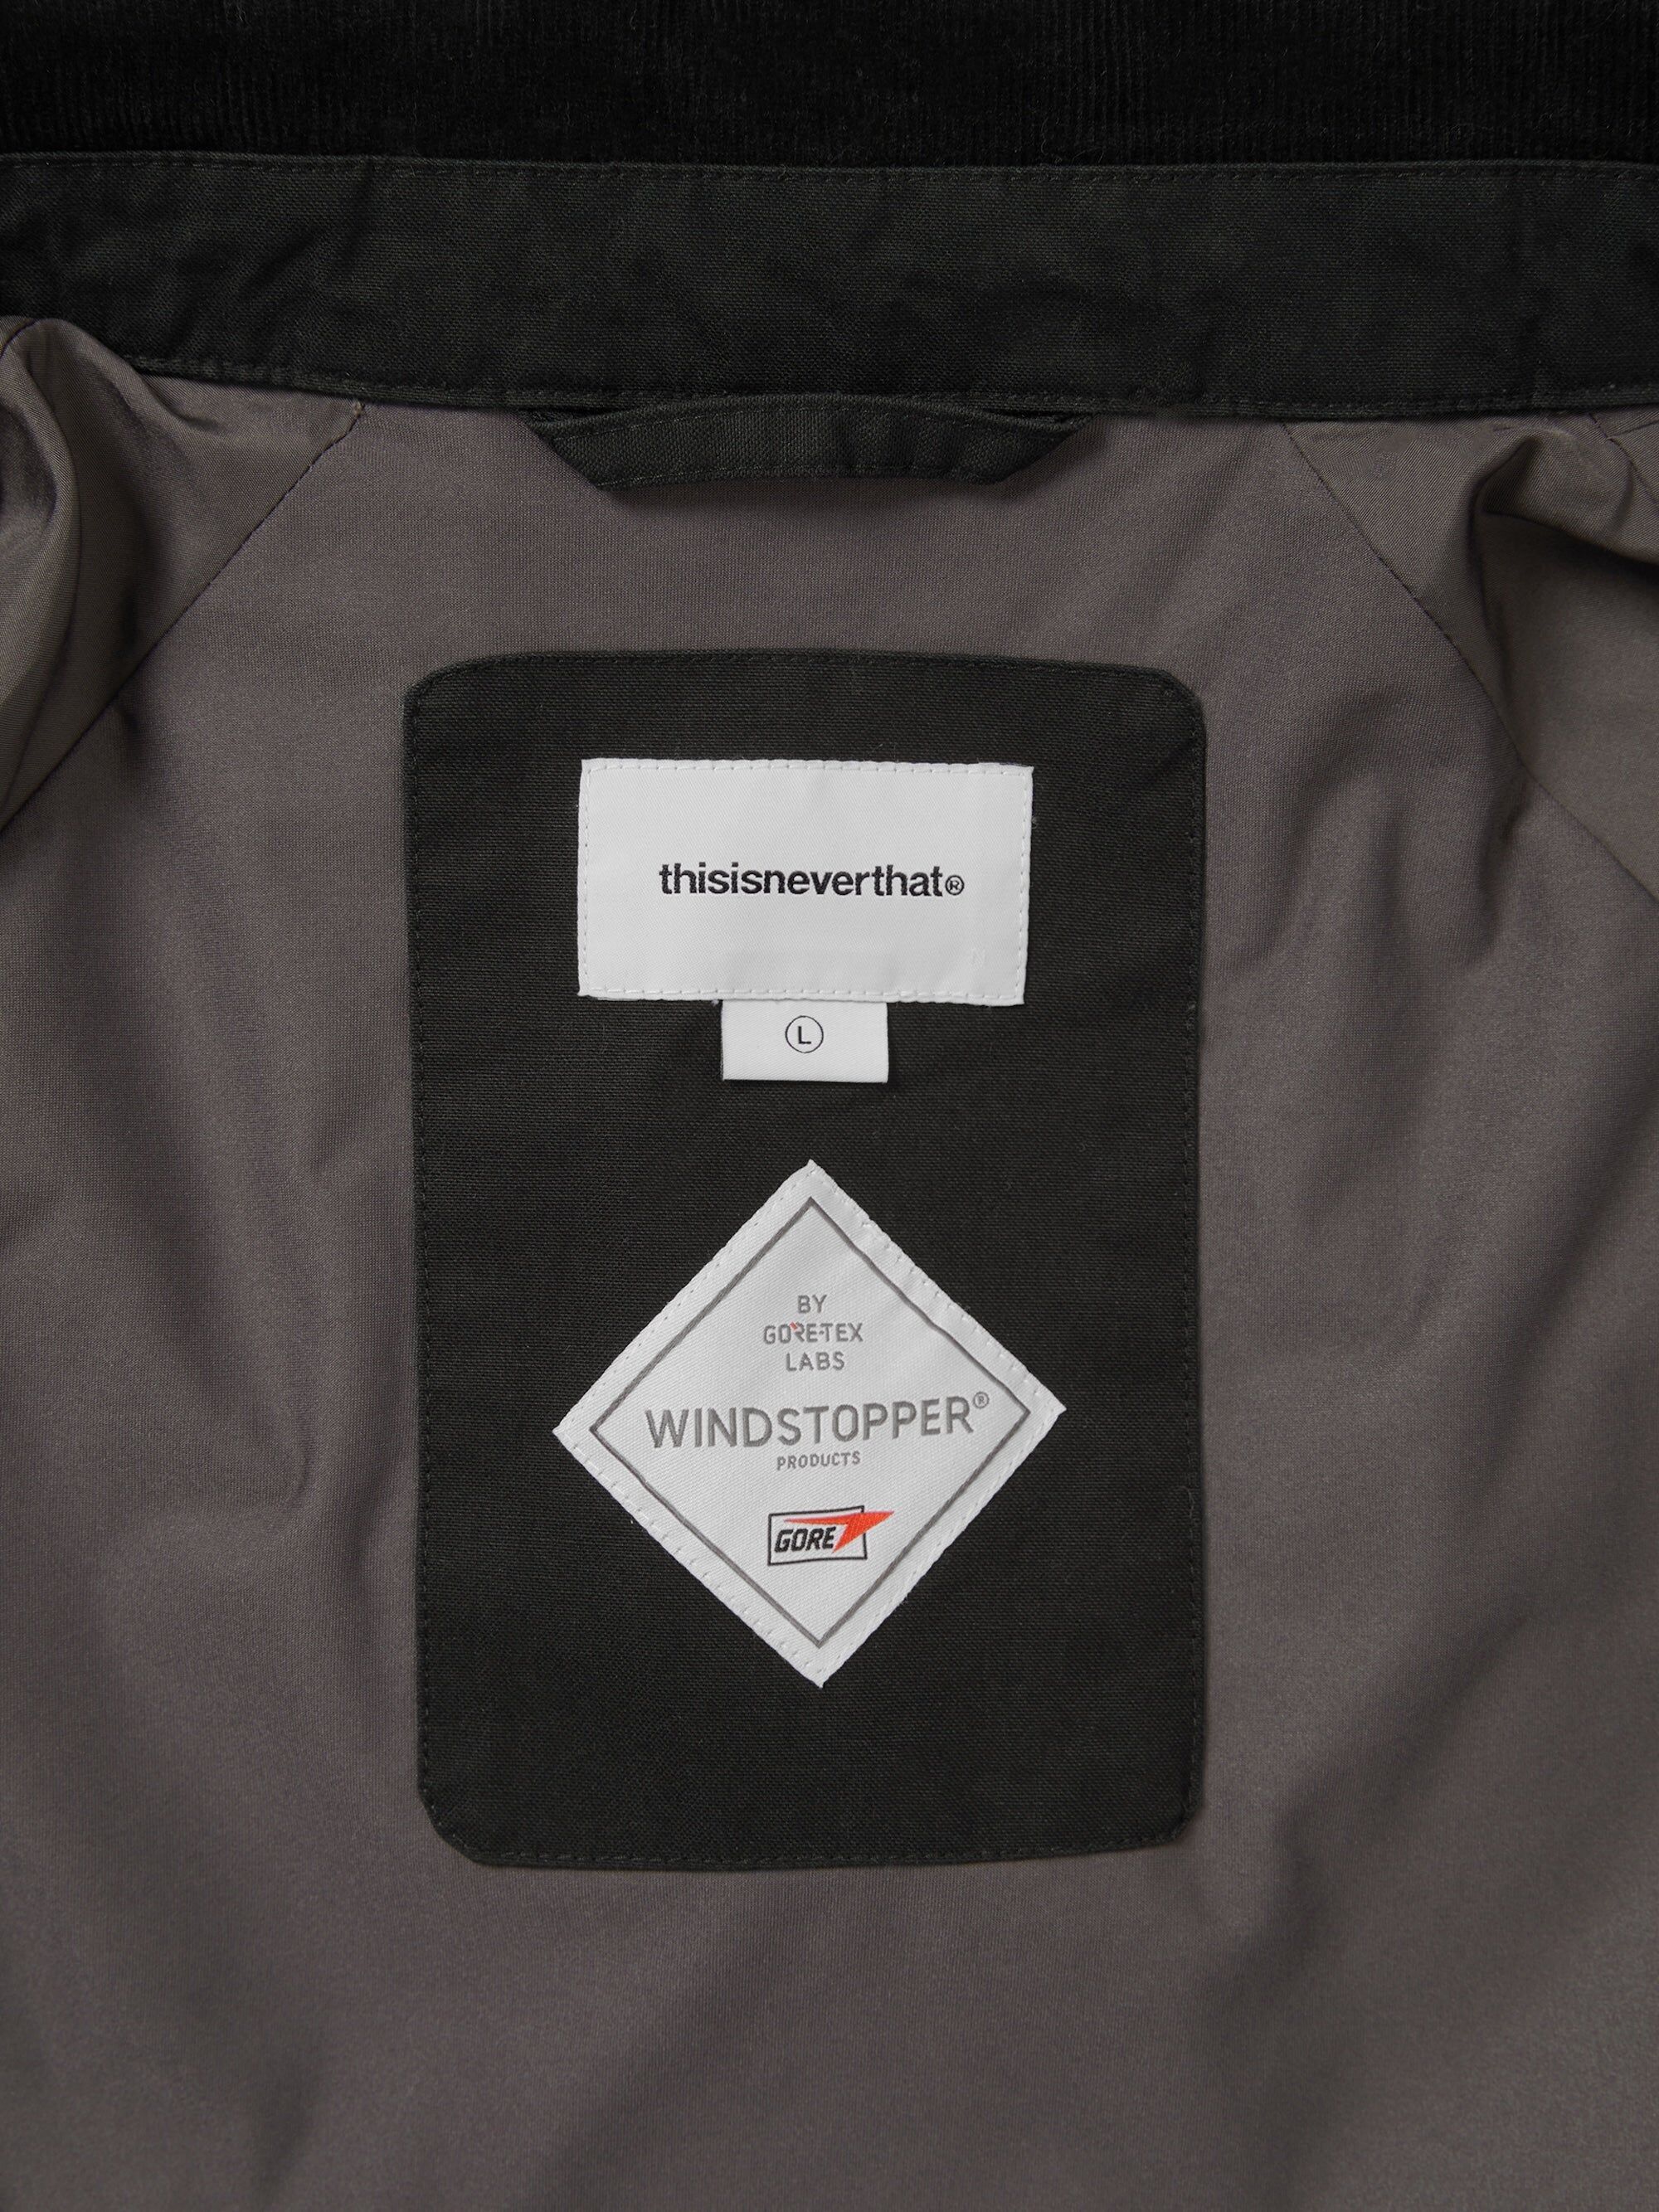 thisisneverthat®
L
BY
GORE-TEX
LABS
WINDSTOPPER®
PRODUCTS
GORE